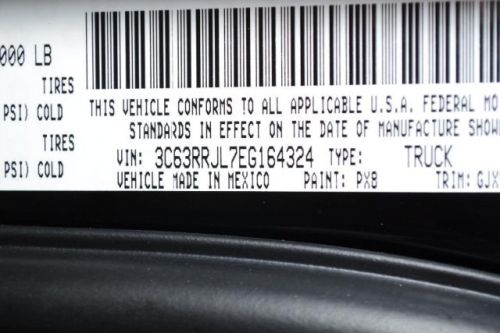 000 LB
TIRES
PSI) COLD
THIS VEHICLE CONFORMS TO ALL APPLICABLE U.S.A. FEDERAL MO
STANDARDS IN EFFECT ON THE DATE OF MANUFACTURE SHOW
TIRES
VIN: 3C63RRJL7EG164324 TYPE: TRUCK
PSI) COLD
VEHICLE MADE IN MEXICO PAINT: PX8 TRIM: GJX